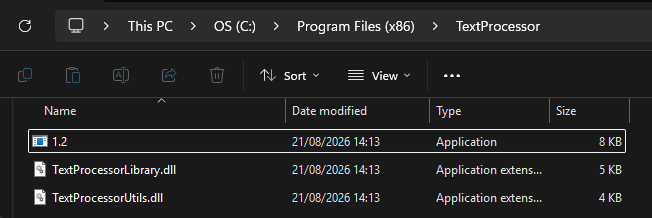 This PC > OS (C:) > Program Files (x86) > TextProcessor
Sort View ...
Name Date modified Type Size
1.2 21/08/2026 14:13 Application 8 KB
TextProcessorLibrary.dll 21/08/2026 14:13 Application extens... 5 KB
TextProcessorUtils.dll 21/08/2026 14:13 Application extens... 4 KB